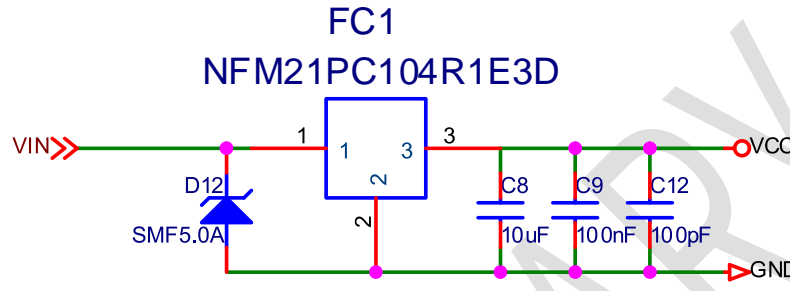 FC1
NFM21PC104R1E3D
VIN
1
1
3
3
VCC
2
2
D12
SMF5.0A
C8
10uF
C9
100nF
C12
100pF
GND